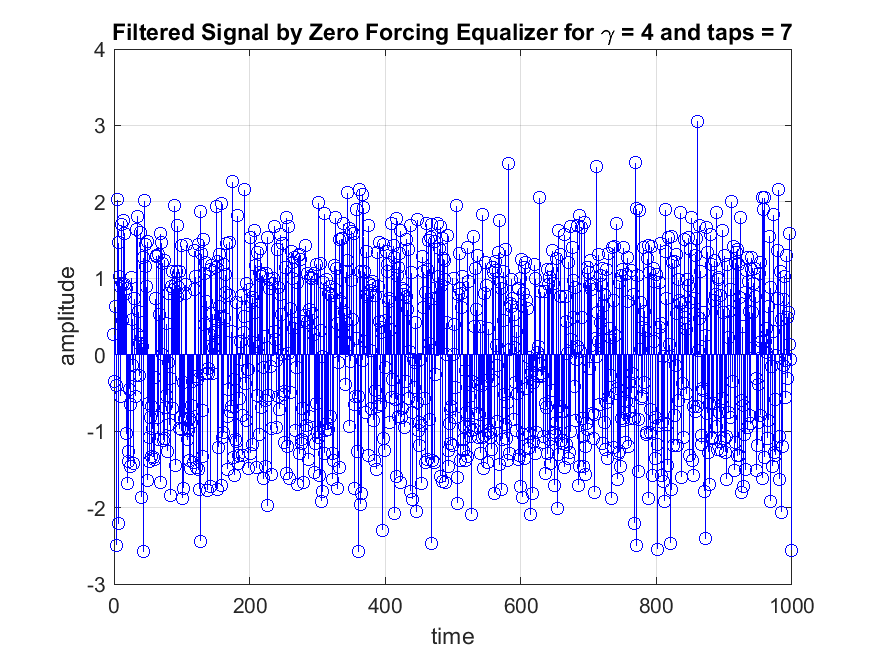 Filtered Signal by Zero Forcing Equalizer for γ = 4 and taps = 7
4
3
2
1
0
-1
-2
-3
amplitude
0 200 400 600 800 1000
time